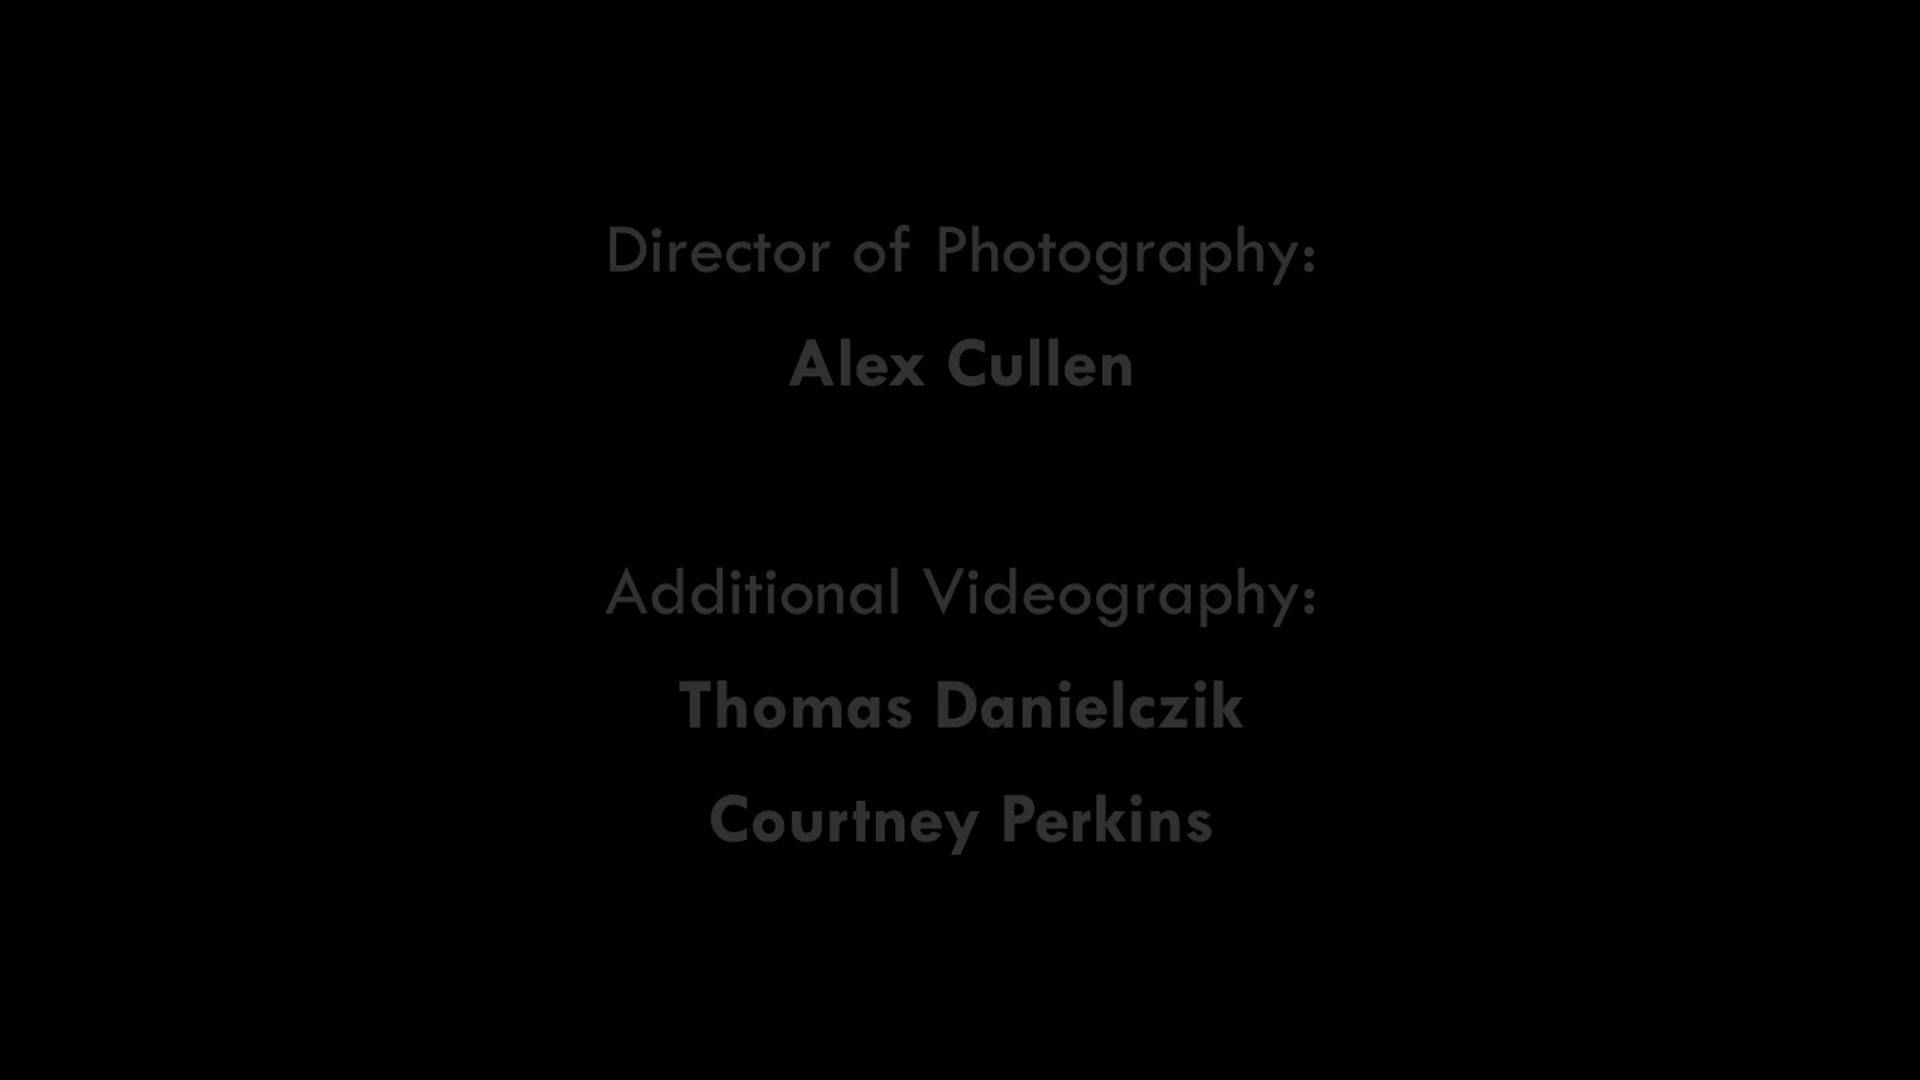 Director of Photography:
Alex Cullen
Additional Videography:
Thomas Danielczik
Courtney Perkins